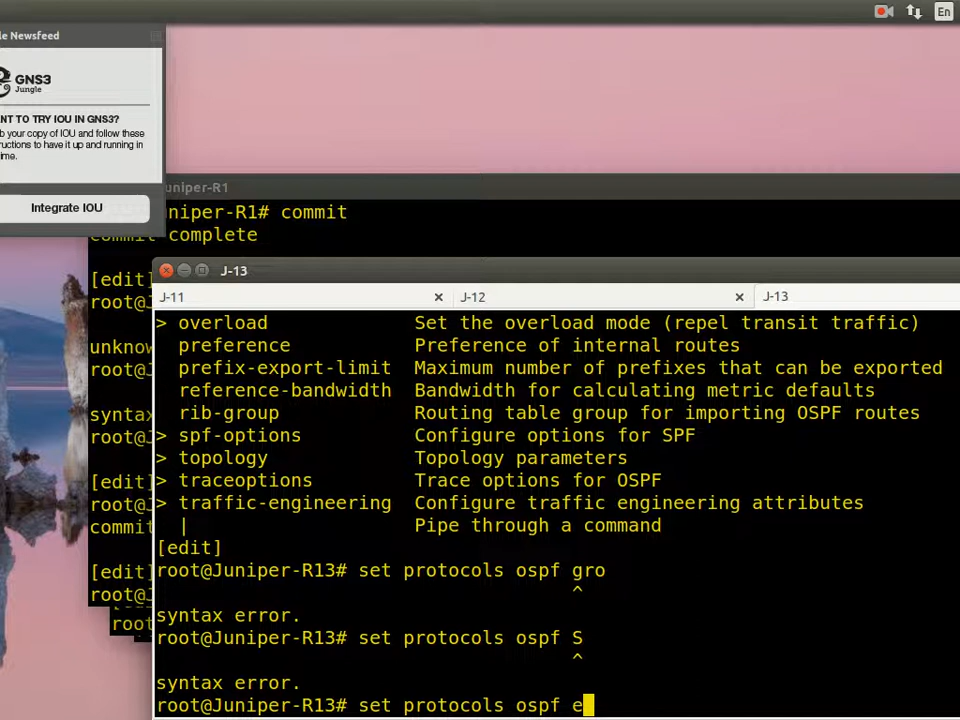 En
le Newsfeed
GNS3
Jungle
ANT TO TRY IOU IN GNS3?
b your copy of IOU and follow these
ructions to have it up and running in
ime.
Integrate IOU
uniper-R1
uniper-R1# commit
commit complete
[edit]
root@J
unknow
root@J
syntax
root@J
[edit]
commit
[edit]
root@J
root
J-13
J-11
J-12
J-13
> overload Set the overload mode (repel transit traffic)
preference Preference of internal routes
prefix-export-limit Maximum number of prefixes that can be exported
reference-bandwidth Bandwidth for calculating metric defaults
rib-group Routing table group for importing OSPF routes
> spf-options Configure options for SPF
> topology Topology parameters
> traceoptions Trace options for OSPF
> traffic-engineering Configure traffic engineering attributes
| Pipe through a command
[edit]
root@Juniper-R13# set protocols ospf gro
^
syntax error.
root@Juniper-R13# set protocols ospf S
^
syntax error.
root@Juniper-R13# set protocols ospf e